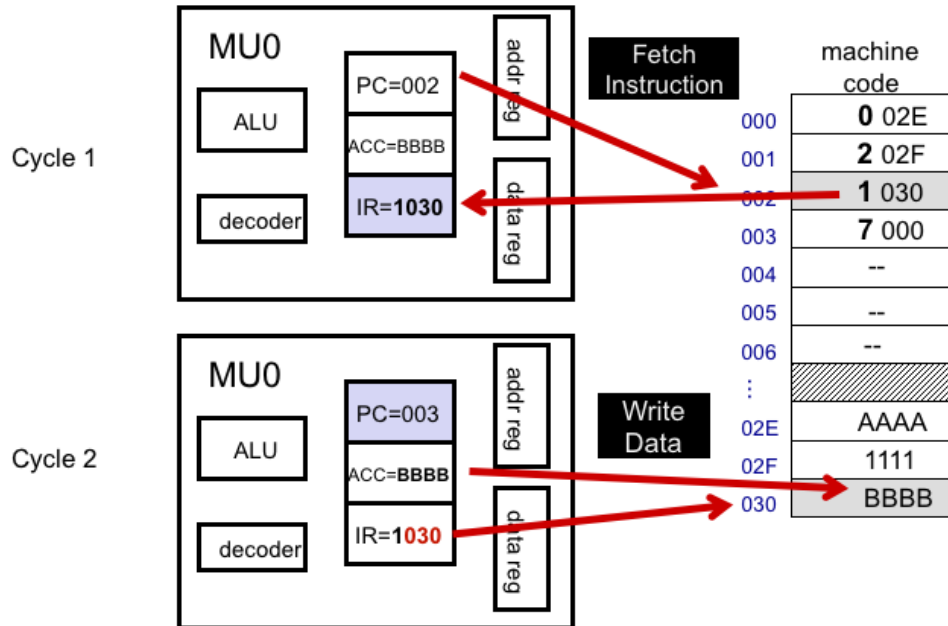 MU0
addr reg
Fetch
Instruction
machine
code
PC=002
000
0 02E
ALU
Cycle 1
ACC=BBBB
001
2 02F
data reg
IR=1030
002
1 030
decoder
003
7 000
004
--
005
--
006
--
MU0
addr reg
⋮
PC=003
Write
Data
02E
AAAA
ALU
Cycle 2
ACC=BBBB
02F
1111
data reg
030
BBBB
IR=1030
decoder